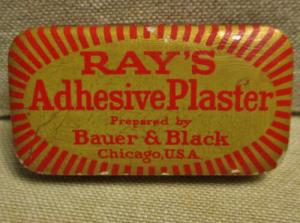 RAY'S
Adhesive Plaster
Prepared by
Bauer & Black
Chicago, U.S.A.